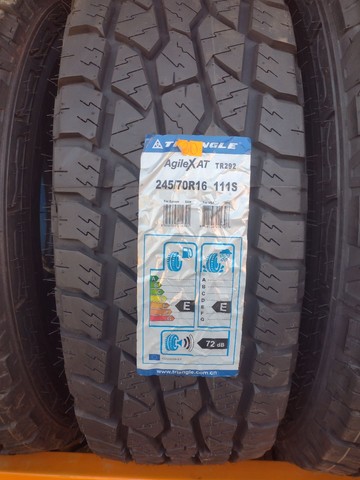 TRIANGLE
AgileX AT TR292
245/70R16 111S
E
A
B
C
D
E
F
G
E
72 dB
www.triangle.com.cn